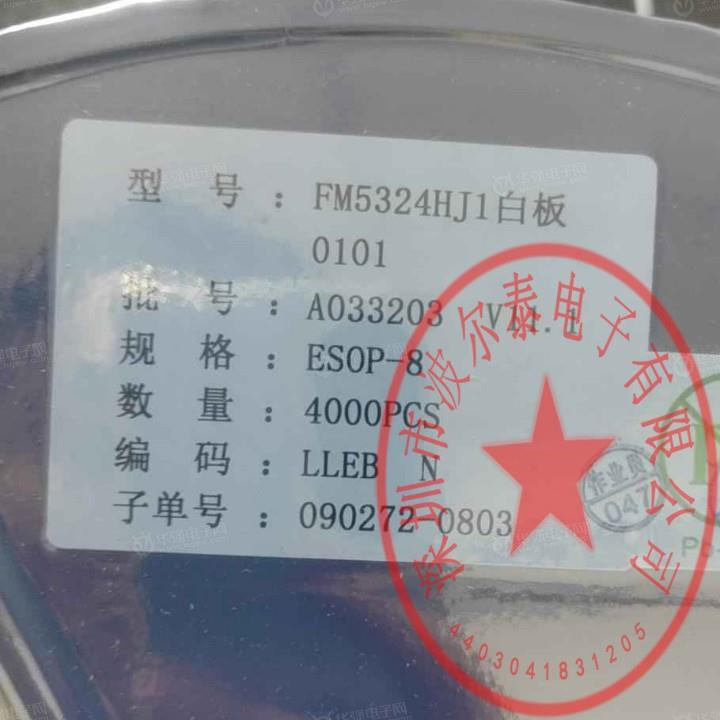 型 号 : FM5324HJ1白板
0101
批 号 : A033203 V11.1
规 格 : ESOP-8
数 量 : 4000PCS
编 码 : LLEB N
子单号 : 090272-0803
深圳市波尔泰电子有限公司
4403041831205
作业员
047